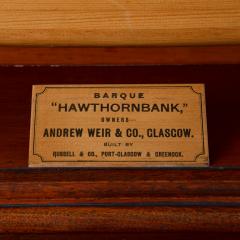 BARQUE
"HAWTHORNBANK,"
OWNERS—
ANDREW WEIR & CO., GLASGOW.
BUILT BY
RUSSELL & CO., PORT-GLASGOW & GREENOCK.